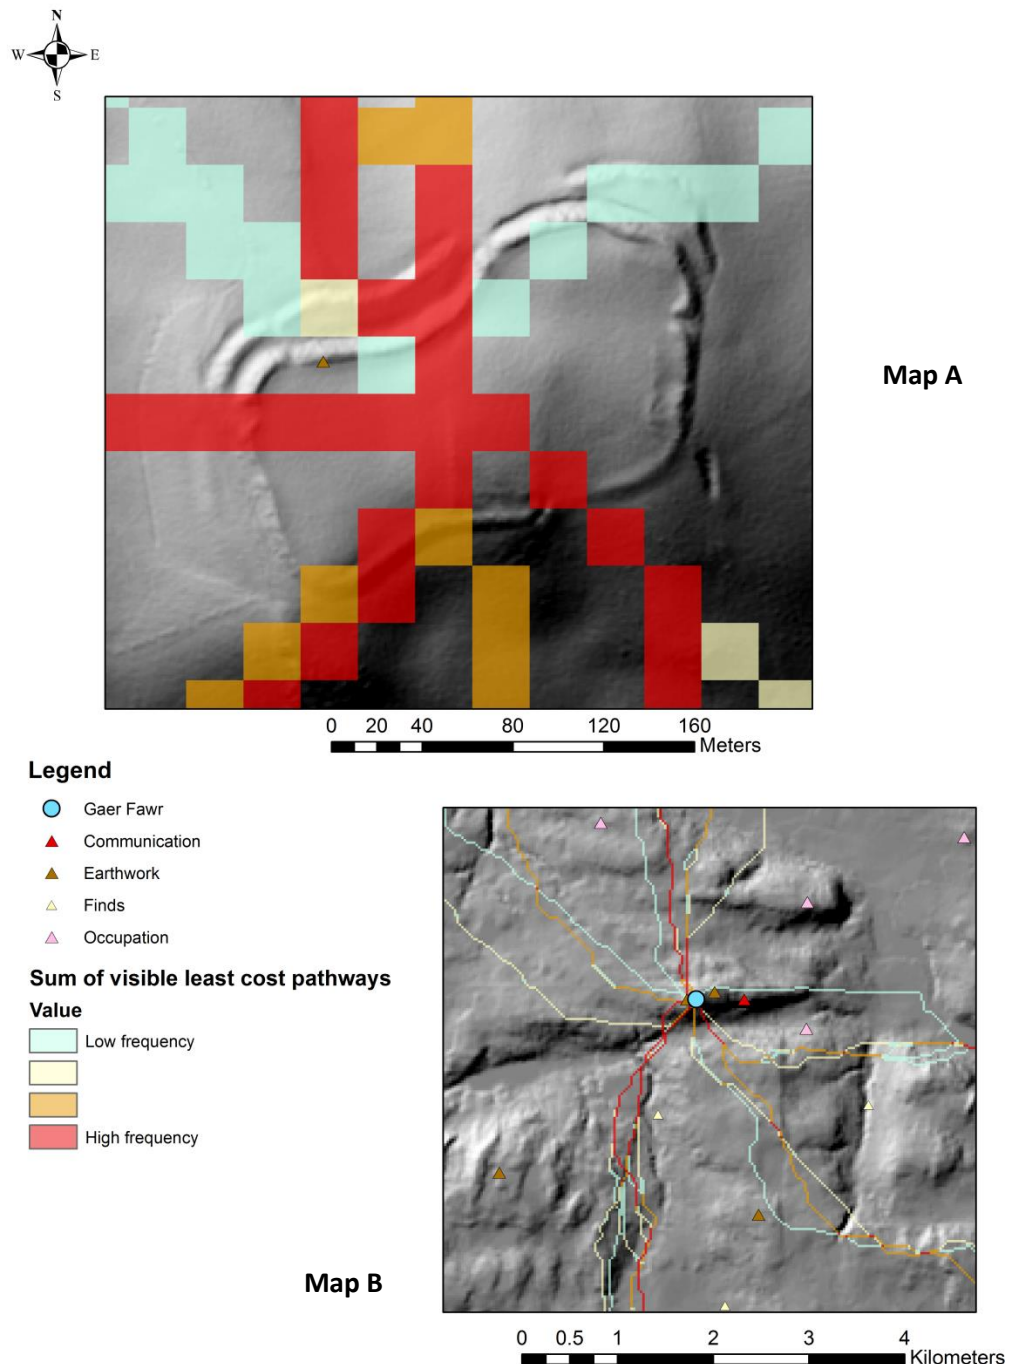 N
W E
S
Map A
0 20 40 80 120 160
Meters
Legend
Gaer Fawr
Communication
Earthwork
Finds
Occupation
Sum of visible least cost pathways
Value
Low frequency
High frequency
Map B
0 0.5 1 2 3 4
Kilometers